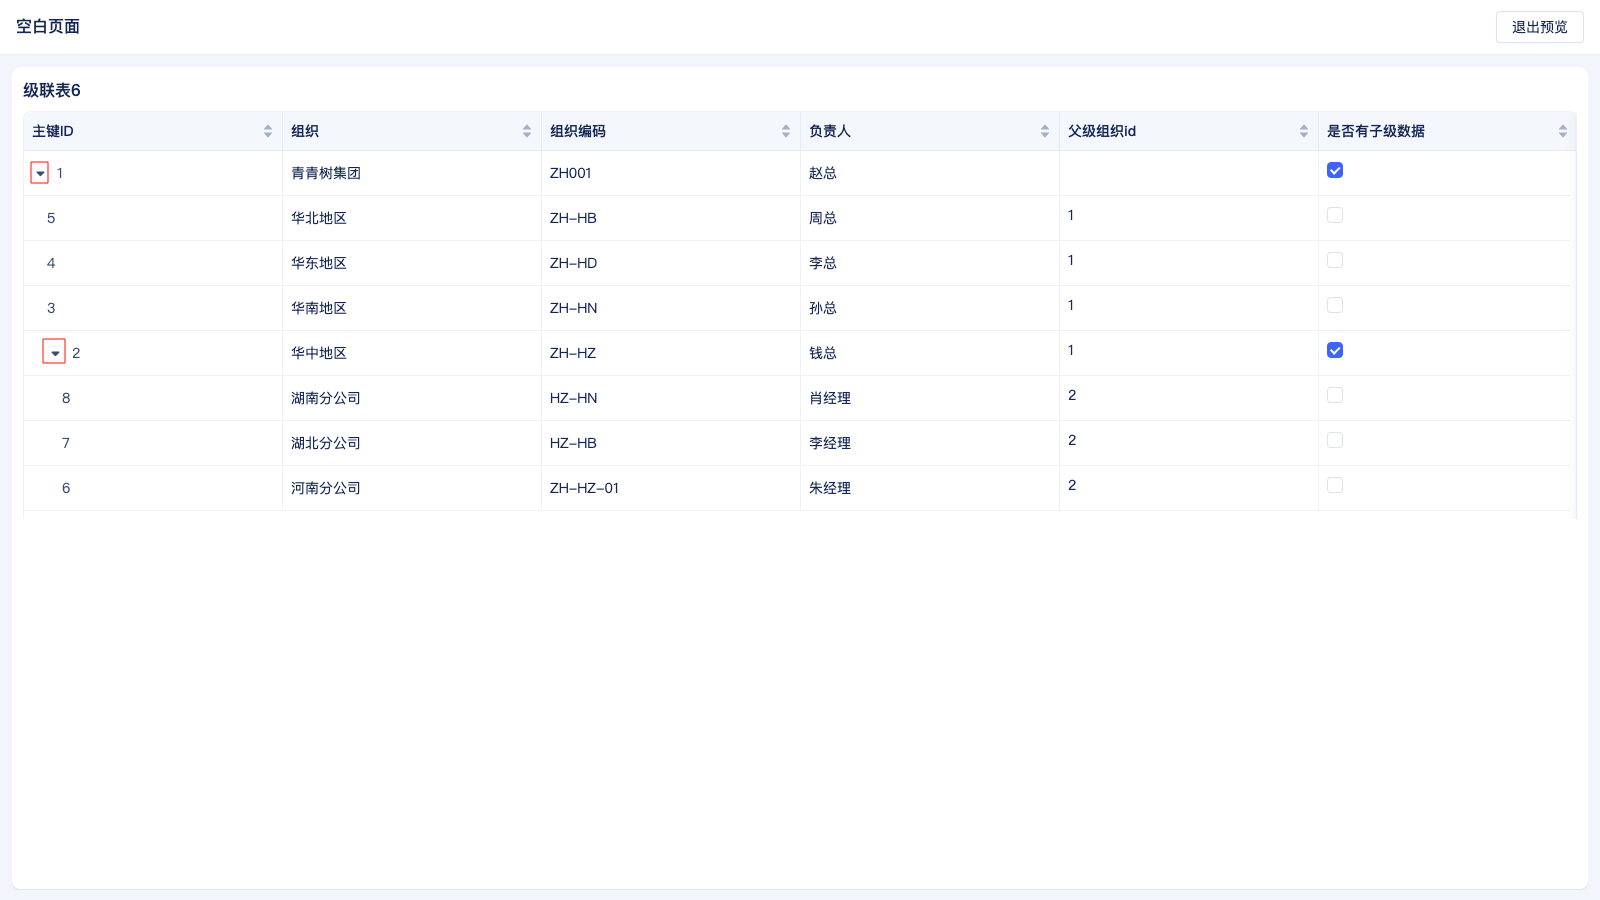 空白页面
退出预览
级联表6
主键ID 组织 组织编码 负责人 父级组织id 是否有子级数据
1 青青树集团 ZH001 赵总
5 华北地区 ZH-HB 周总 1
4 华东地区 ZH-HD 李总 1
3 华南地区 ZH-HN 孙总 1
2 华中地区 ZH-HZ 钱总 1
8 湖南分公司 HZ-HN 肖经理 2
7 湖北分公司 HZ-HB 李经理 2
6 河南分公司 ZH-HZ-01 朱经理 2